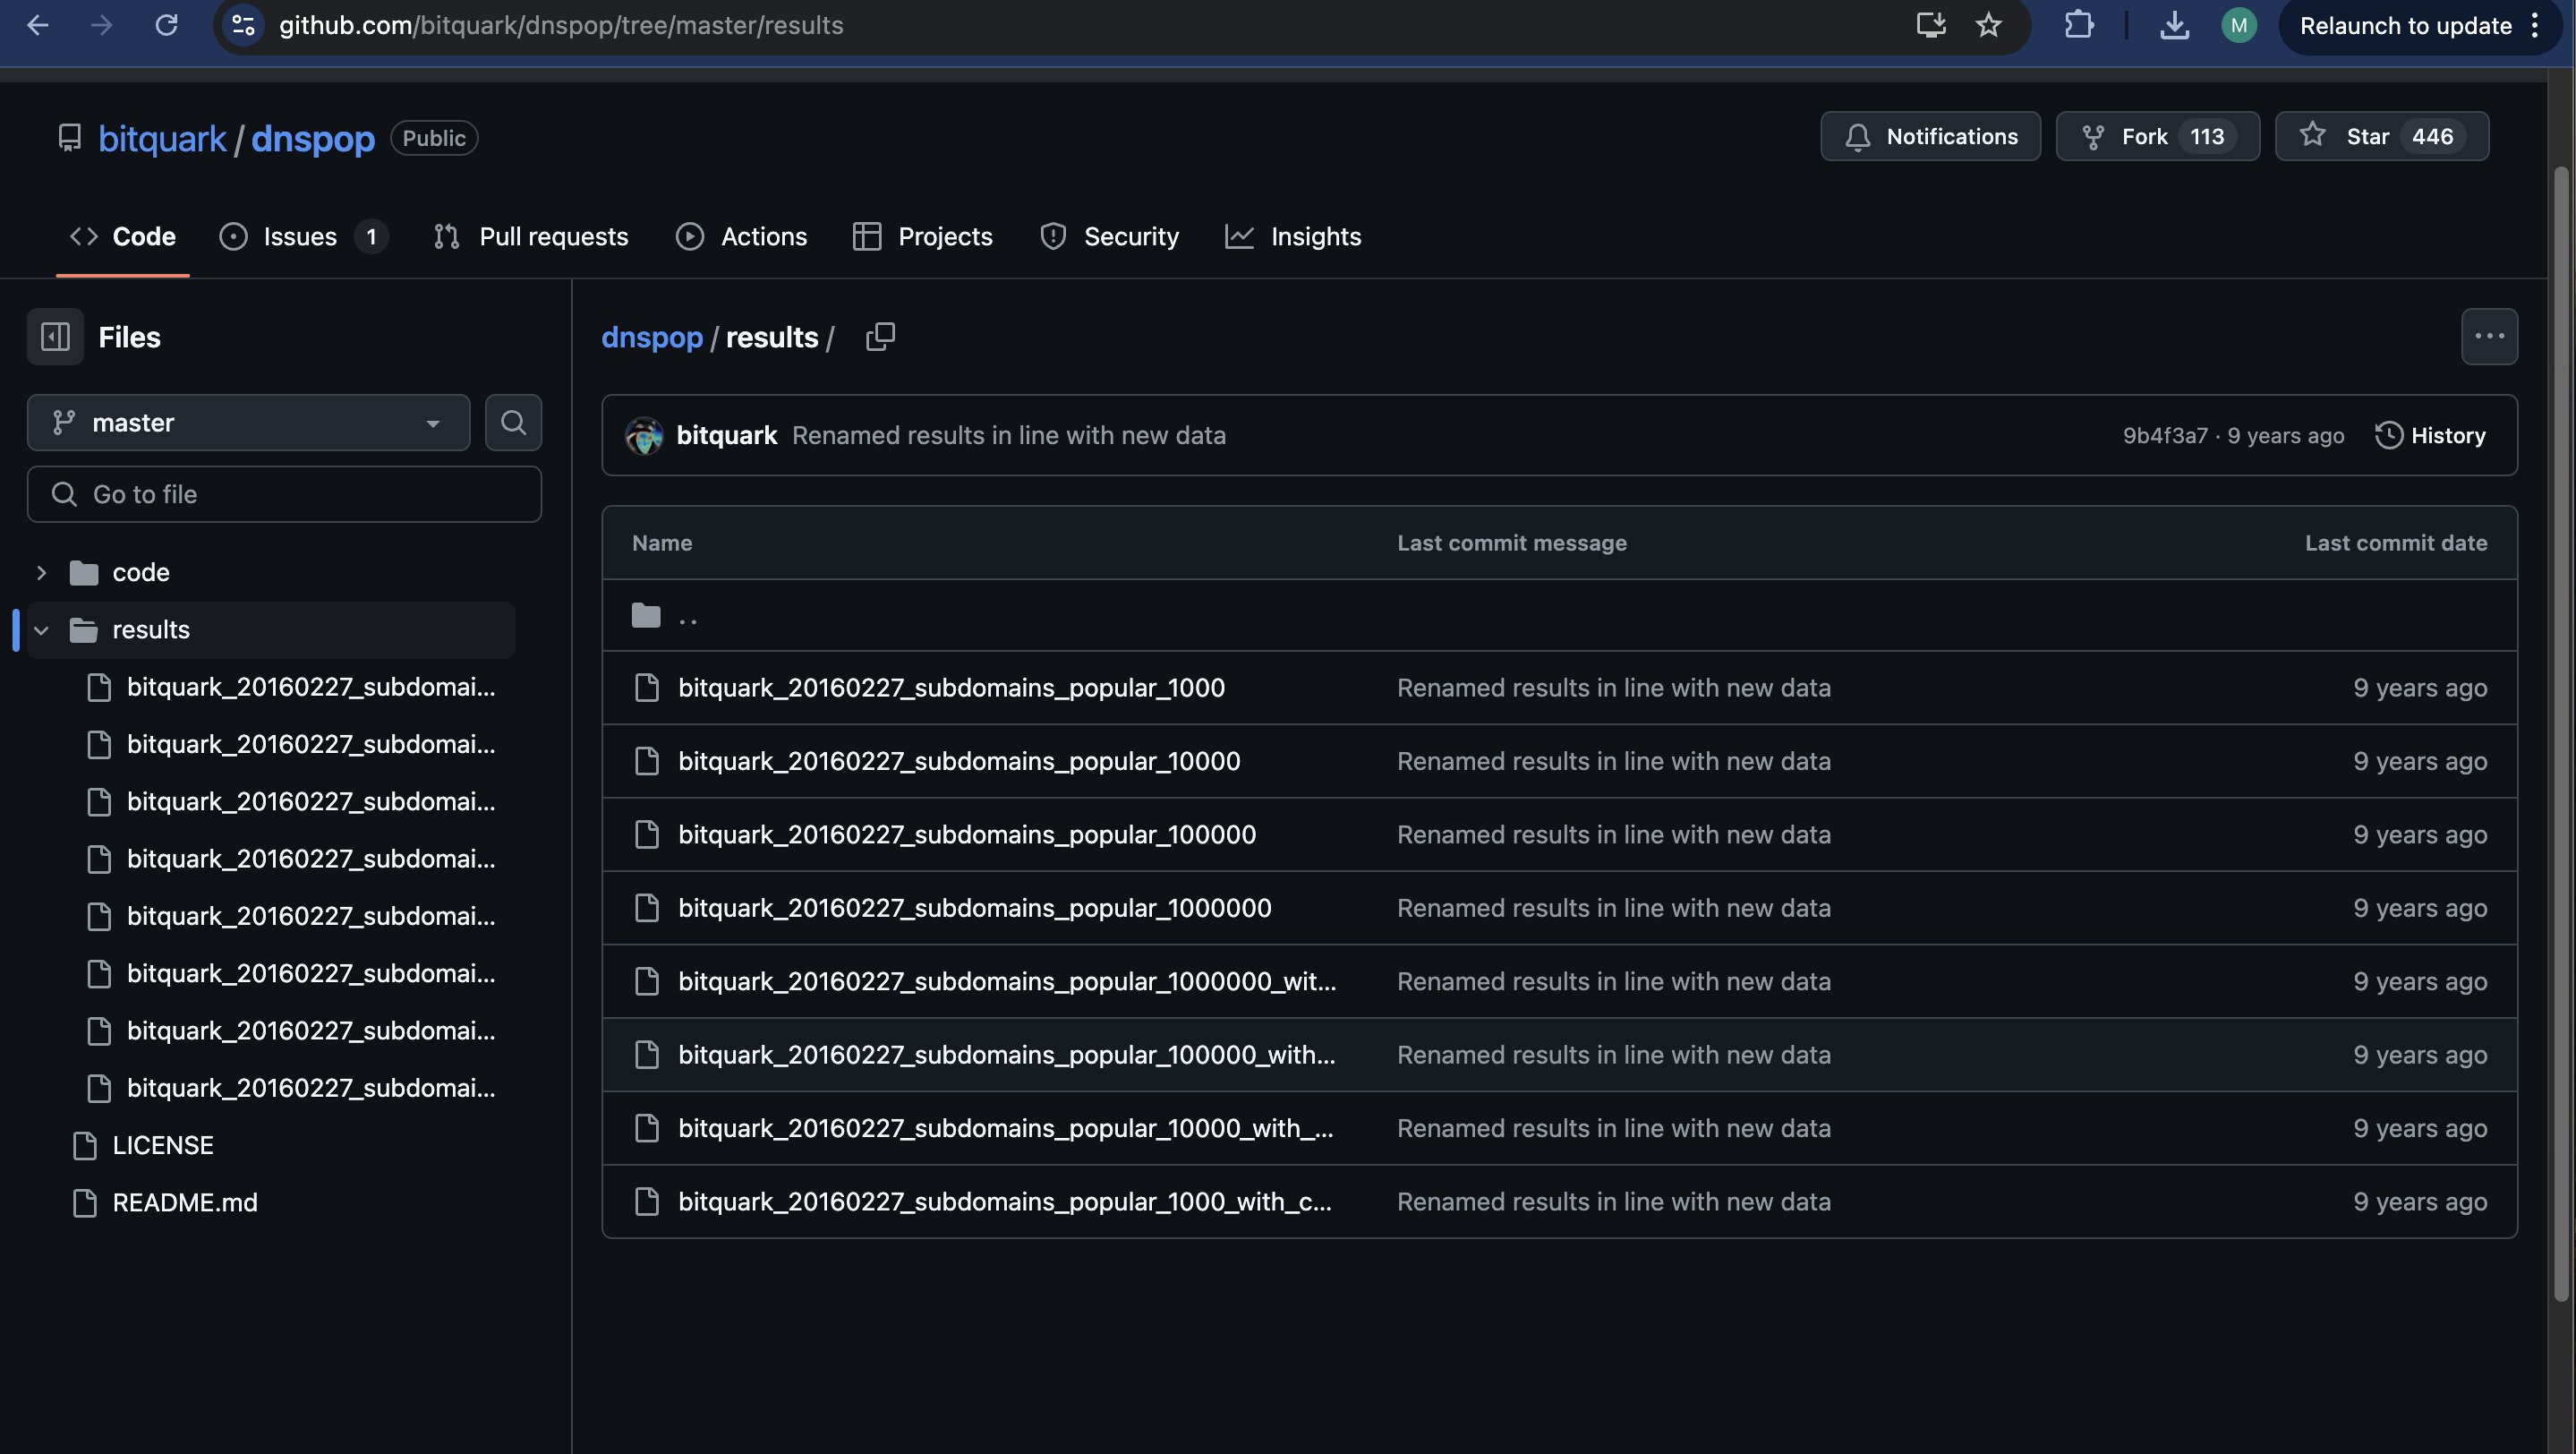 github.com/bitquark/dnspop/tree/master/results
M
Relaunch to update
bitquark / dnspop Public
Notifications
Fork 113
Star 446
Code
Issues 1
Pull requests
Actions
Projects
Security
Insights
Files
master
Go to file
code
results
bitquark_20160227_subdomai...
bitquark_20160227_subdomai...
bitquark_20160227_subdomai...
bitquark_20160227_subdomai...
bitquark_20160227_subdomai...
bitquark_20160227_subdomai...
bitquark_20160227_subdomai...
bitquark_20160227_subdomai...
LICENSE
README.md
dnspop / results /
bitquark Renamed results in line with new data 9b4f3a7 · 9 years ago History
Name Last commit message Last commit date
..
bitquark_20160227_subdomains_popular_1000 Renamed results in line with new data 9 years ago
bitquark_20160227_subdomains_popular_10000 Renamed results in line with new data 9 years ago
bitquark_20160227_subdomains_popular_100000 Renamed results in line with new data 9 years ago
bitquark_20160227_subdomains_popular_1000000 Renamed results in line with new data 9 years ago
bitquark_20160227_subdomains_popular_1000000_wit... Renamed results in line with new data 9 years ago
bitquark_20160227_subdomains_popular_100000_with... Renamed results in line with new data 9 years ago
bitquark_20160227_subdomains_popular_10000_with_... Renamed results in line with new data 9 years ago
bitquark_20160227_subdomains_popular_1000_with_c... Renamed results in line with new data 9 years ago